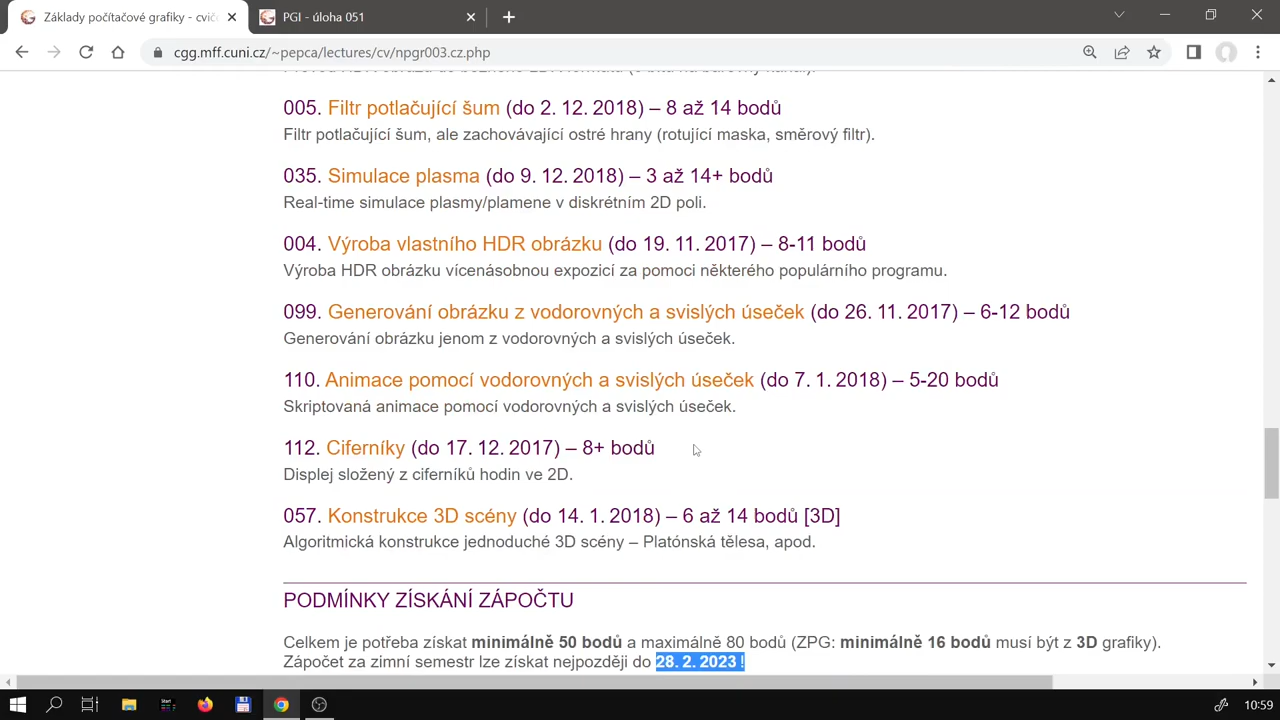 Základy počítačové grafiky - cvič
PGI - úloha 051
cgg.mff.cuni.cz/~pepca/lectures/cv/npgr003.cz.php
005. Filtr potlačující šum (do 2. 12. 2018) – 8 až 14 bodů
Filtr potlačující šum, ale zachovávající ostré hrany (rotující maska, směrový filtr).
035. Simulace plasma (do 9. 12. 2018) – 3 až 14+ bodů
Real-time simulace plasmy/plamene v diskrétním 2D poli.
004. Výroba vlastního HDR obrázku (do 19. 11. 2017) – 8-11 bodů
Výroba HDR obrázku vícenásobnou expozicí za pomoci některého populárního programu.
099. Generování obrázku z vodorovných a svislých úseček (do 26. 11. 2017) – 6-12 bodů
Generování obrázku jenom z vodorovných a svislých úseček.
110. Animace pomocí vodorovných a svislých úseček (do 7. 1. 2018) – 5-20 bodů
Skriptovaná animace pomocí vodorovných a svislých úseček.
112. Ciferníky (do 17. 12. 2017) – 8+ bodů
Displej složený z ciferníků hodin ve 2D.
057. Konstrukce 3D scény (do 14. 1. 2018) – 6 až 14 bodů [3D]
Algoritmická konstrukce jednoduché 3D scény – Platónská tělesa, apod.
PODMÍNKY ZÍSKÁNÍ ZÁPOČTU
Celkem je potřeba získat minimálně 50 bodů a maximálně 80 bodů (ZPG: minimálně 16 bodů musí být z 3D grafiky).
Zápočet za zimní semestr lze získat nejpozději do 28. 2. 2023 !
10:59